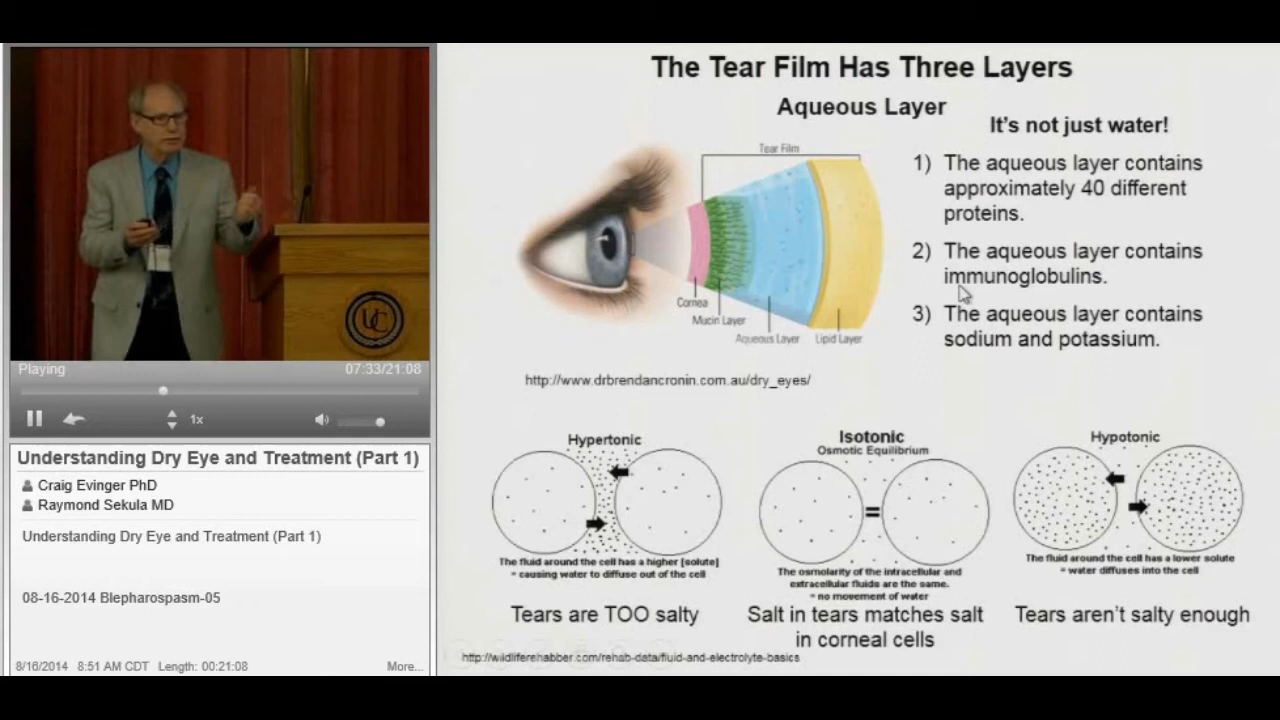 The Tear Film Has Three Layers
Aqueous Layer
It's not just water!
1) The aqueous layer contains
approximately 40 different
proteins.
2) The aqueous layer contains
immunoglobulins.
3) The aqueous layer contains
sodium and potassium.
Tear Film
Cornea
Mucin Layer
Aqueous Layer
Lipid Layer
http://www.drbrendancronin.com.au/dry_eyes/
Hypertonic
The fluid around the cell has a higher [solute]
= causing water to diffuse out of the cell
Tears are TOO salty
Isotonic
Osmotic Equilibrium
=
The osmolarity of the intracellular and
extracellular fluids are the same.
= no movement of water
Salt in tears matches salt
in corneal cells
Hypotonic
The fluid around the cell has a lower solute
= water diffuses into the cell
Tears aren't salty enough
http://wildliferehabber.com/rehab-data/fluid-and-electrolyte-basics
UC
Playing
07:33/21:08
1x
Understanding Dry Eye and Treatment (Part 1)
Craig Evinger PhD
Raymond Sekula MD
Understanding Dry Eye and Treatment (Part 1)
08-16-2014 Blepharospasm-05
8/16/2014 8:51 AM CDT Length: 00:21:08 More...